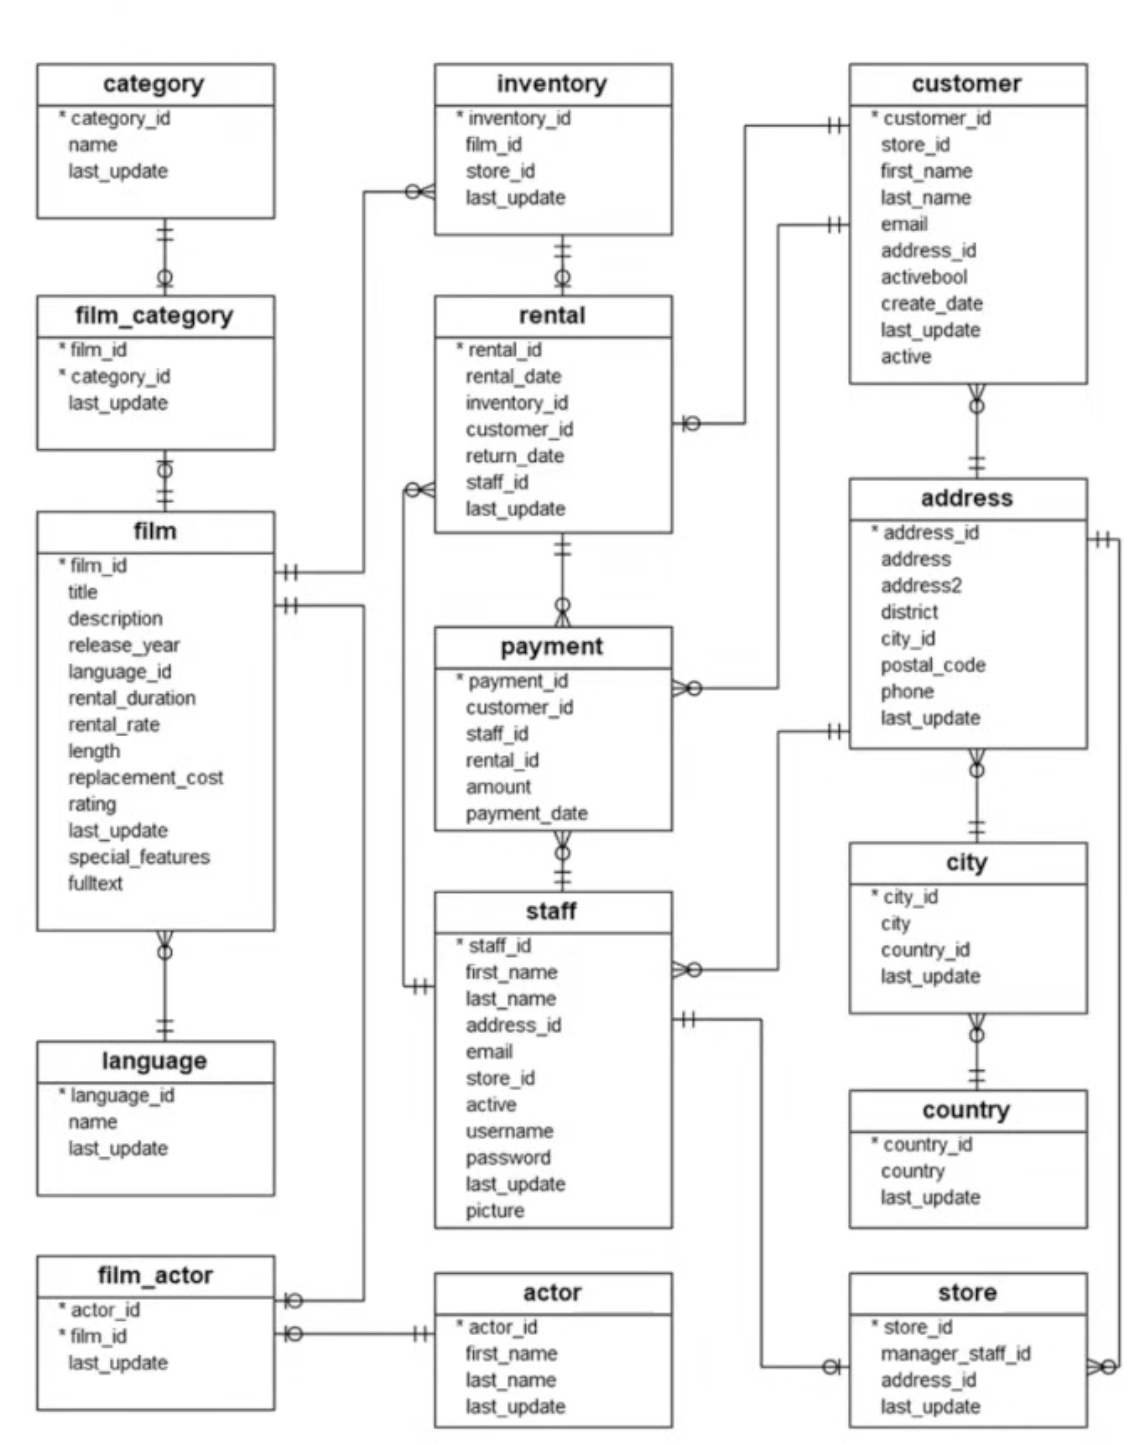 category
* category_id
name
last_update
film_category
* film_id
* category_id
last_update
film
* film_id
title
description
release_year
language_id
rental_duration
rental_rate
length
replacement_cost
rating
last_update
special_features
fulltext
language
* language_id
name
last_update
film_actor
* actor_id
* film_id
last_update
inventory
* inventory_id
film_id
store_id
last_update
rental
* rental_id
rental_date
inventory_id
customer_id
return_date
staff_id
last_update
payment
* payment_id
customer_id
staff_id
rental_id
amount
payment_date
staff
* staff_id
first_name
last_name
address_id
email
store_id
active
username
password
last_update
picture
actor
* actor_id
first_name
last_name
last_update
customer
* customer_id
store_id
first_name
last_name
email
address_id
activebool
create_date
last_update
active
address
* address_id
address
address2
district
city_id
postal_code
phone
last_update
city
* city_id
city
country_id
last_update
country
* country_id
country
last_update
store
* store_id
manager_staff_id
address_id
last_update